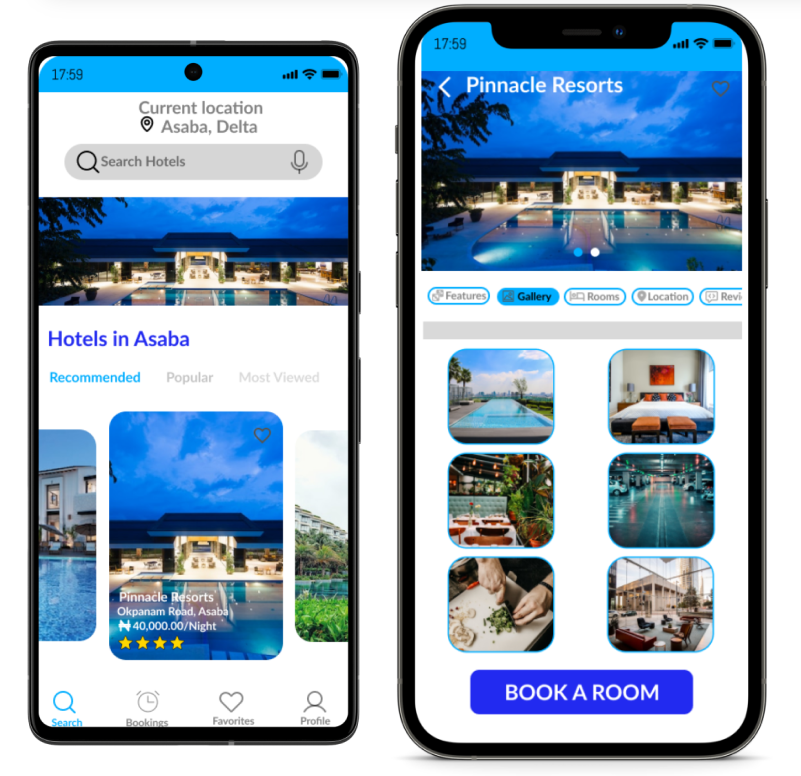 17:59
Current location
Asaba, Delta
Search Hotels
Hotels in Asaba
Recommended Popular Most Viewed
Pinnacle Resorts
Okpanam Road, Asaba
₦ 40,000.00/Night
Search Bookings Favorites Profile
17:59
Pinnacle Resorts
Features Gallery Rooms Location Revi
BOOK A ROOM